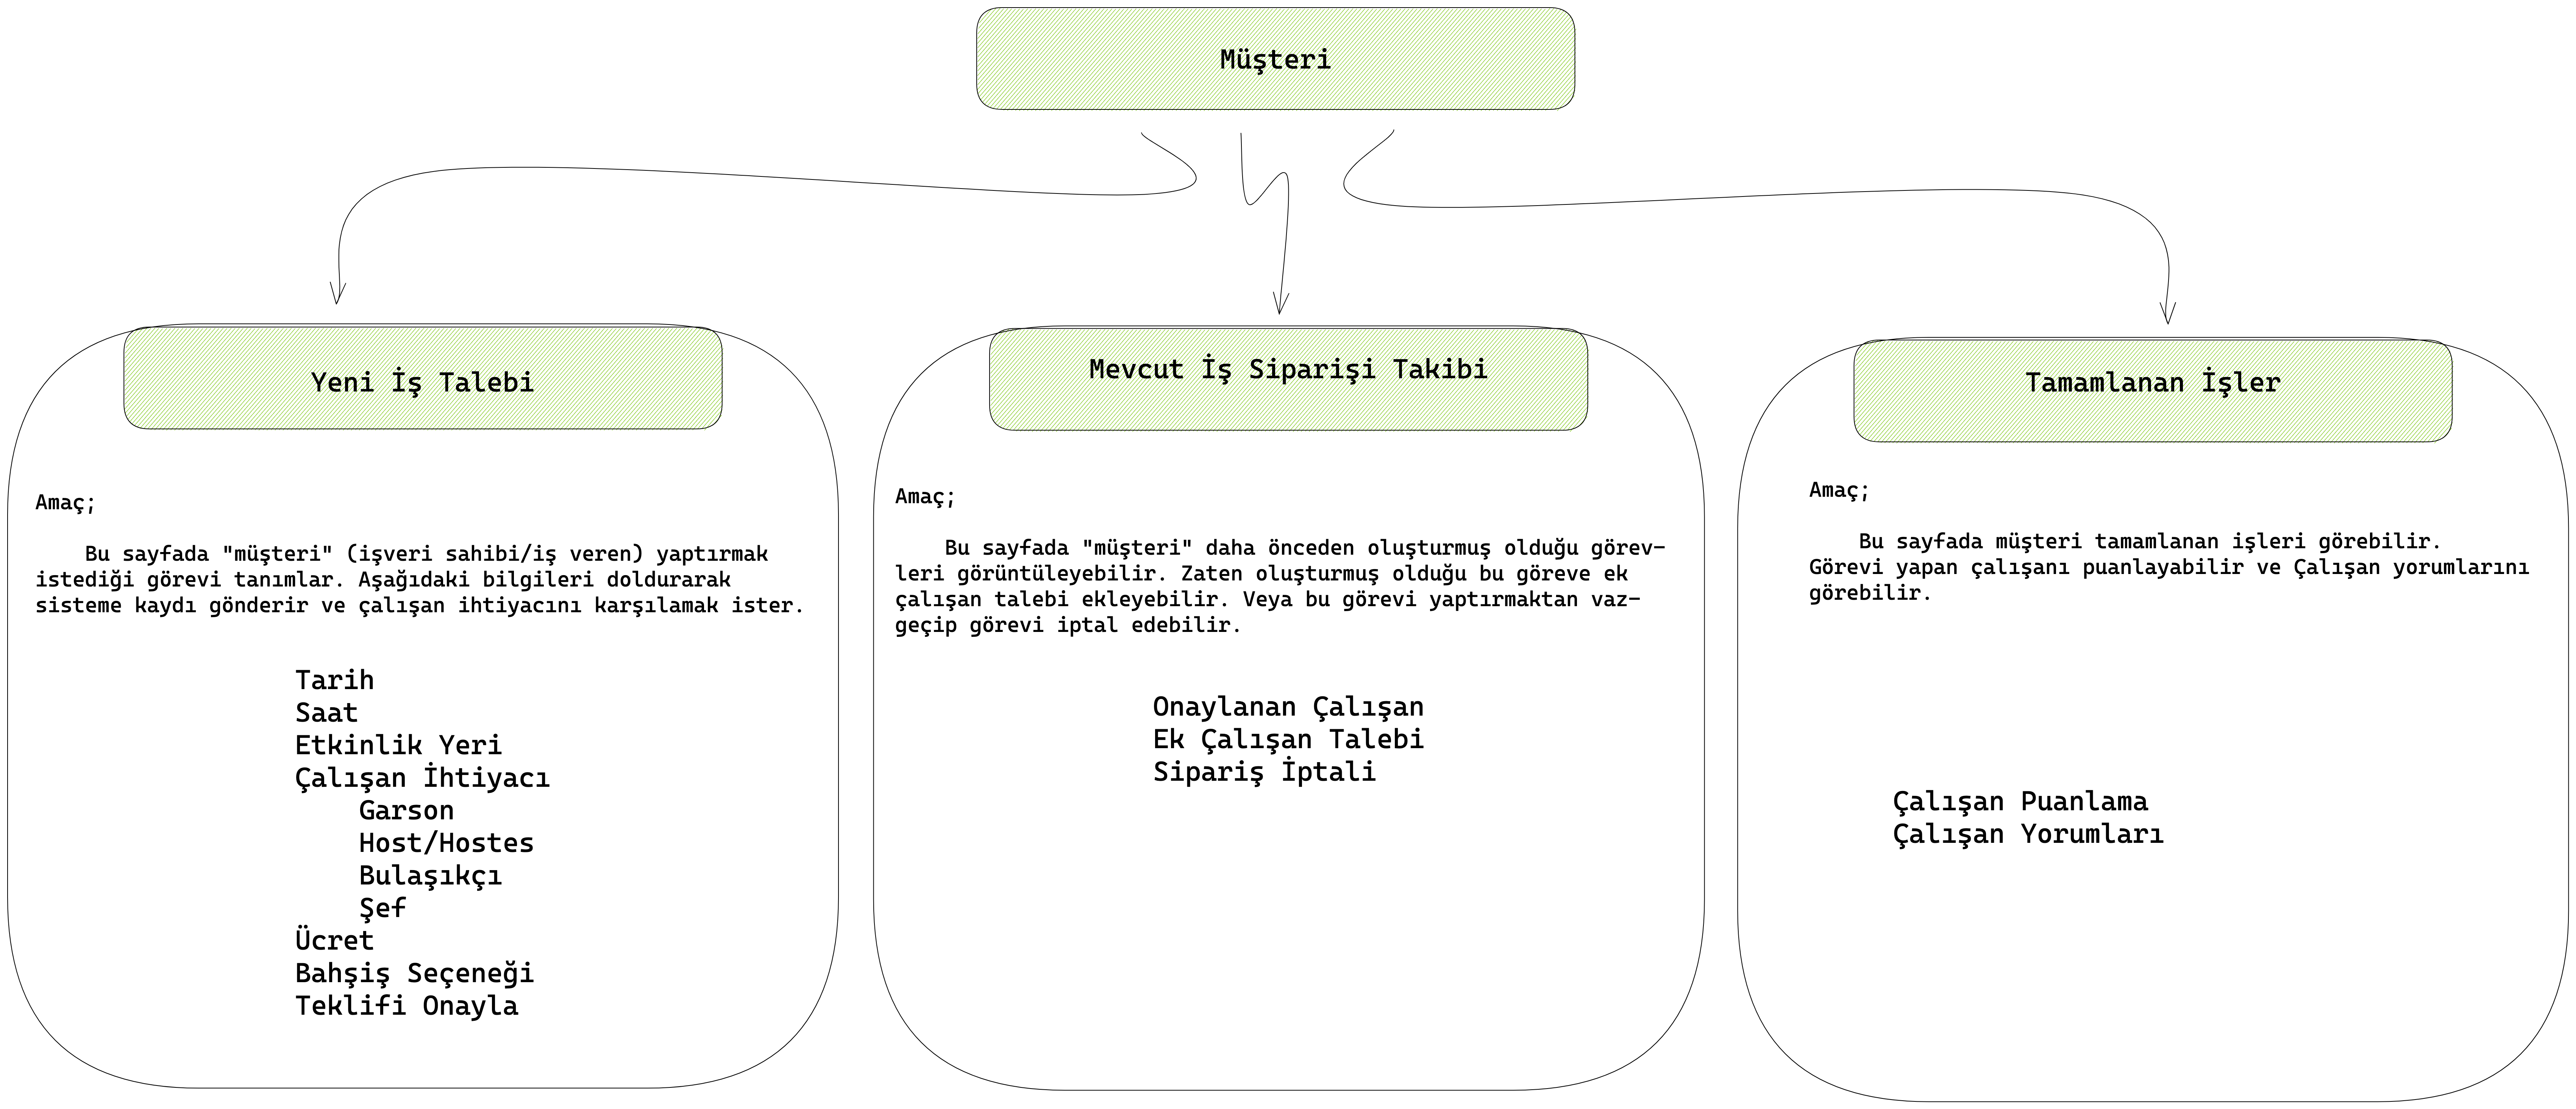 Müşteri
Yeni İş Talebi
Amaç;
Bu sayfada "müşteri" (işveri sahibi/iş veren) yaptırmak
istediği görevi tanımlar. Aşağıdaki bilgileri doldurarak
sisteme kaydı gönderir ve çalışan ihtiyacını karşılamak ister.
Tarih
Saat
Etkinlik Yeri
Çalışan İhtiyacı
Garson
Host/Hostes
Bulaşıkçı
Şef
Ücret
Bahşiş Seçeneği
Teklifi Onayla
Mevcut İş Siparişi Takibi
Amaç;
Bu sayfada "müşteri" daha önceden oluşturmuş olduğu görev-
leri görüntüleyebilir. Zaten oluşturmuş olduğu bu göreve ek
çalışan talebi ekleyebilir. Veya bu görevi yaptırmaktan vaz-
geçip görevi iptal edebilir.
Onaylanan Çalışan
Ek Çalışan Talebi
Sipariş İptali
Tamamlanan İşler
Amaç;
Bu sayfada müşteri tamamlanan işleri görebilir.
Görevi yapan çalışanı puanlayabilir ve Çalışan yorumlarını
görebilir.
Çalışan Puanlama
Çalışan Yorumları